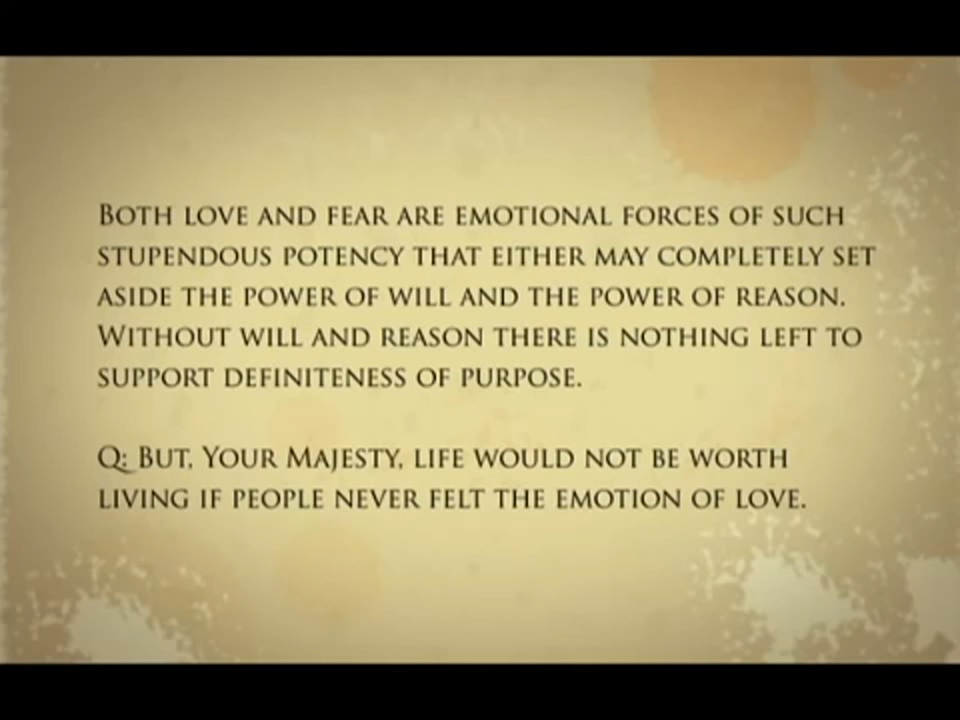 BOTH LOVE AND FEAR ARE EMOTIONAL FORCES OF SUCH
STUPENDOUS POTENCY THAT EITHER MAY COMPLETELY SET
ASIDE THE POWER OF WILL AND THE POWER OF REASON.
WITHOUT WILL AND REASON THERE IS NOTHING LEFT TO
SUPPORT DEFINITENESS OF PURPOSE.
Q: BUT, YOUR MAJESTY, LIFE WOULD NOT BE WORTH
LIVING IF PEOPLE NEVER FELT THE EMOTION OF LOVE.